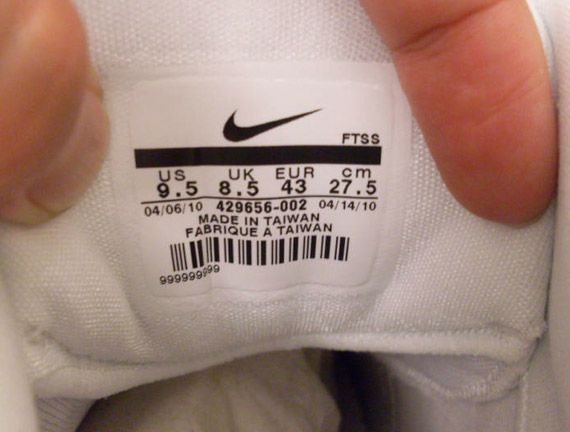 FTSS
US UK EUR cm
9.5 8.5 43 27.5
04/06/10 429656-002 04/14/10
MADE IN TAIWAN
FABRIQUE A TAIWAN
9999999999